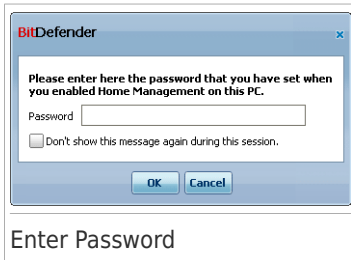 BitDefender
Please enter here the password that you have set when
you enabled Home Management on this PC.
Password
Don't show this message again during this session.
OK Cancel
Enter Password